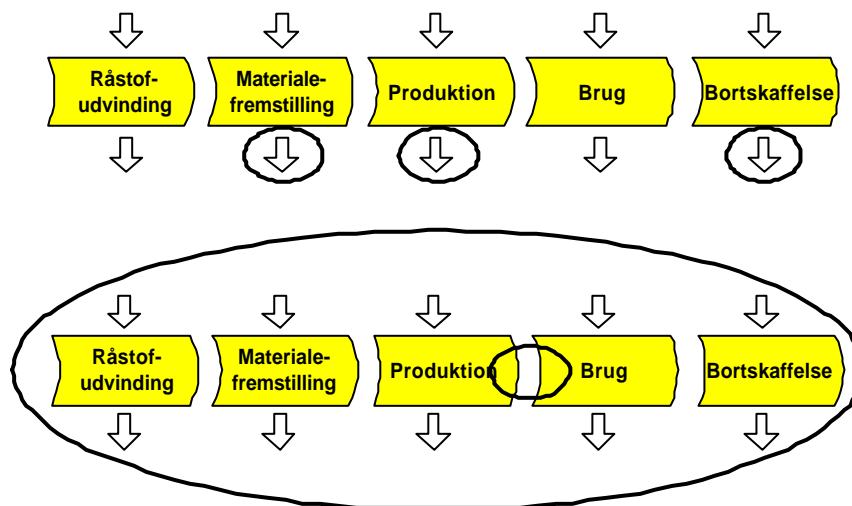 Råstof-
udvinding
Materiale-
fremstilling
Produktion
Brug
Bortskaffelse
Råstof-
udvinding
Materiale-
fremstilling
Produktion
Brug
Bortskaffelse